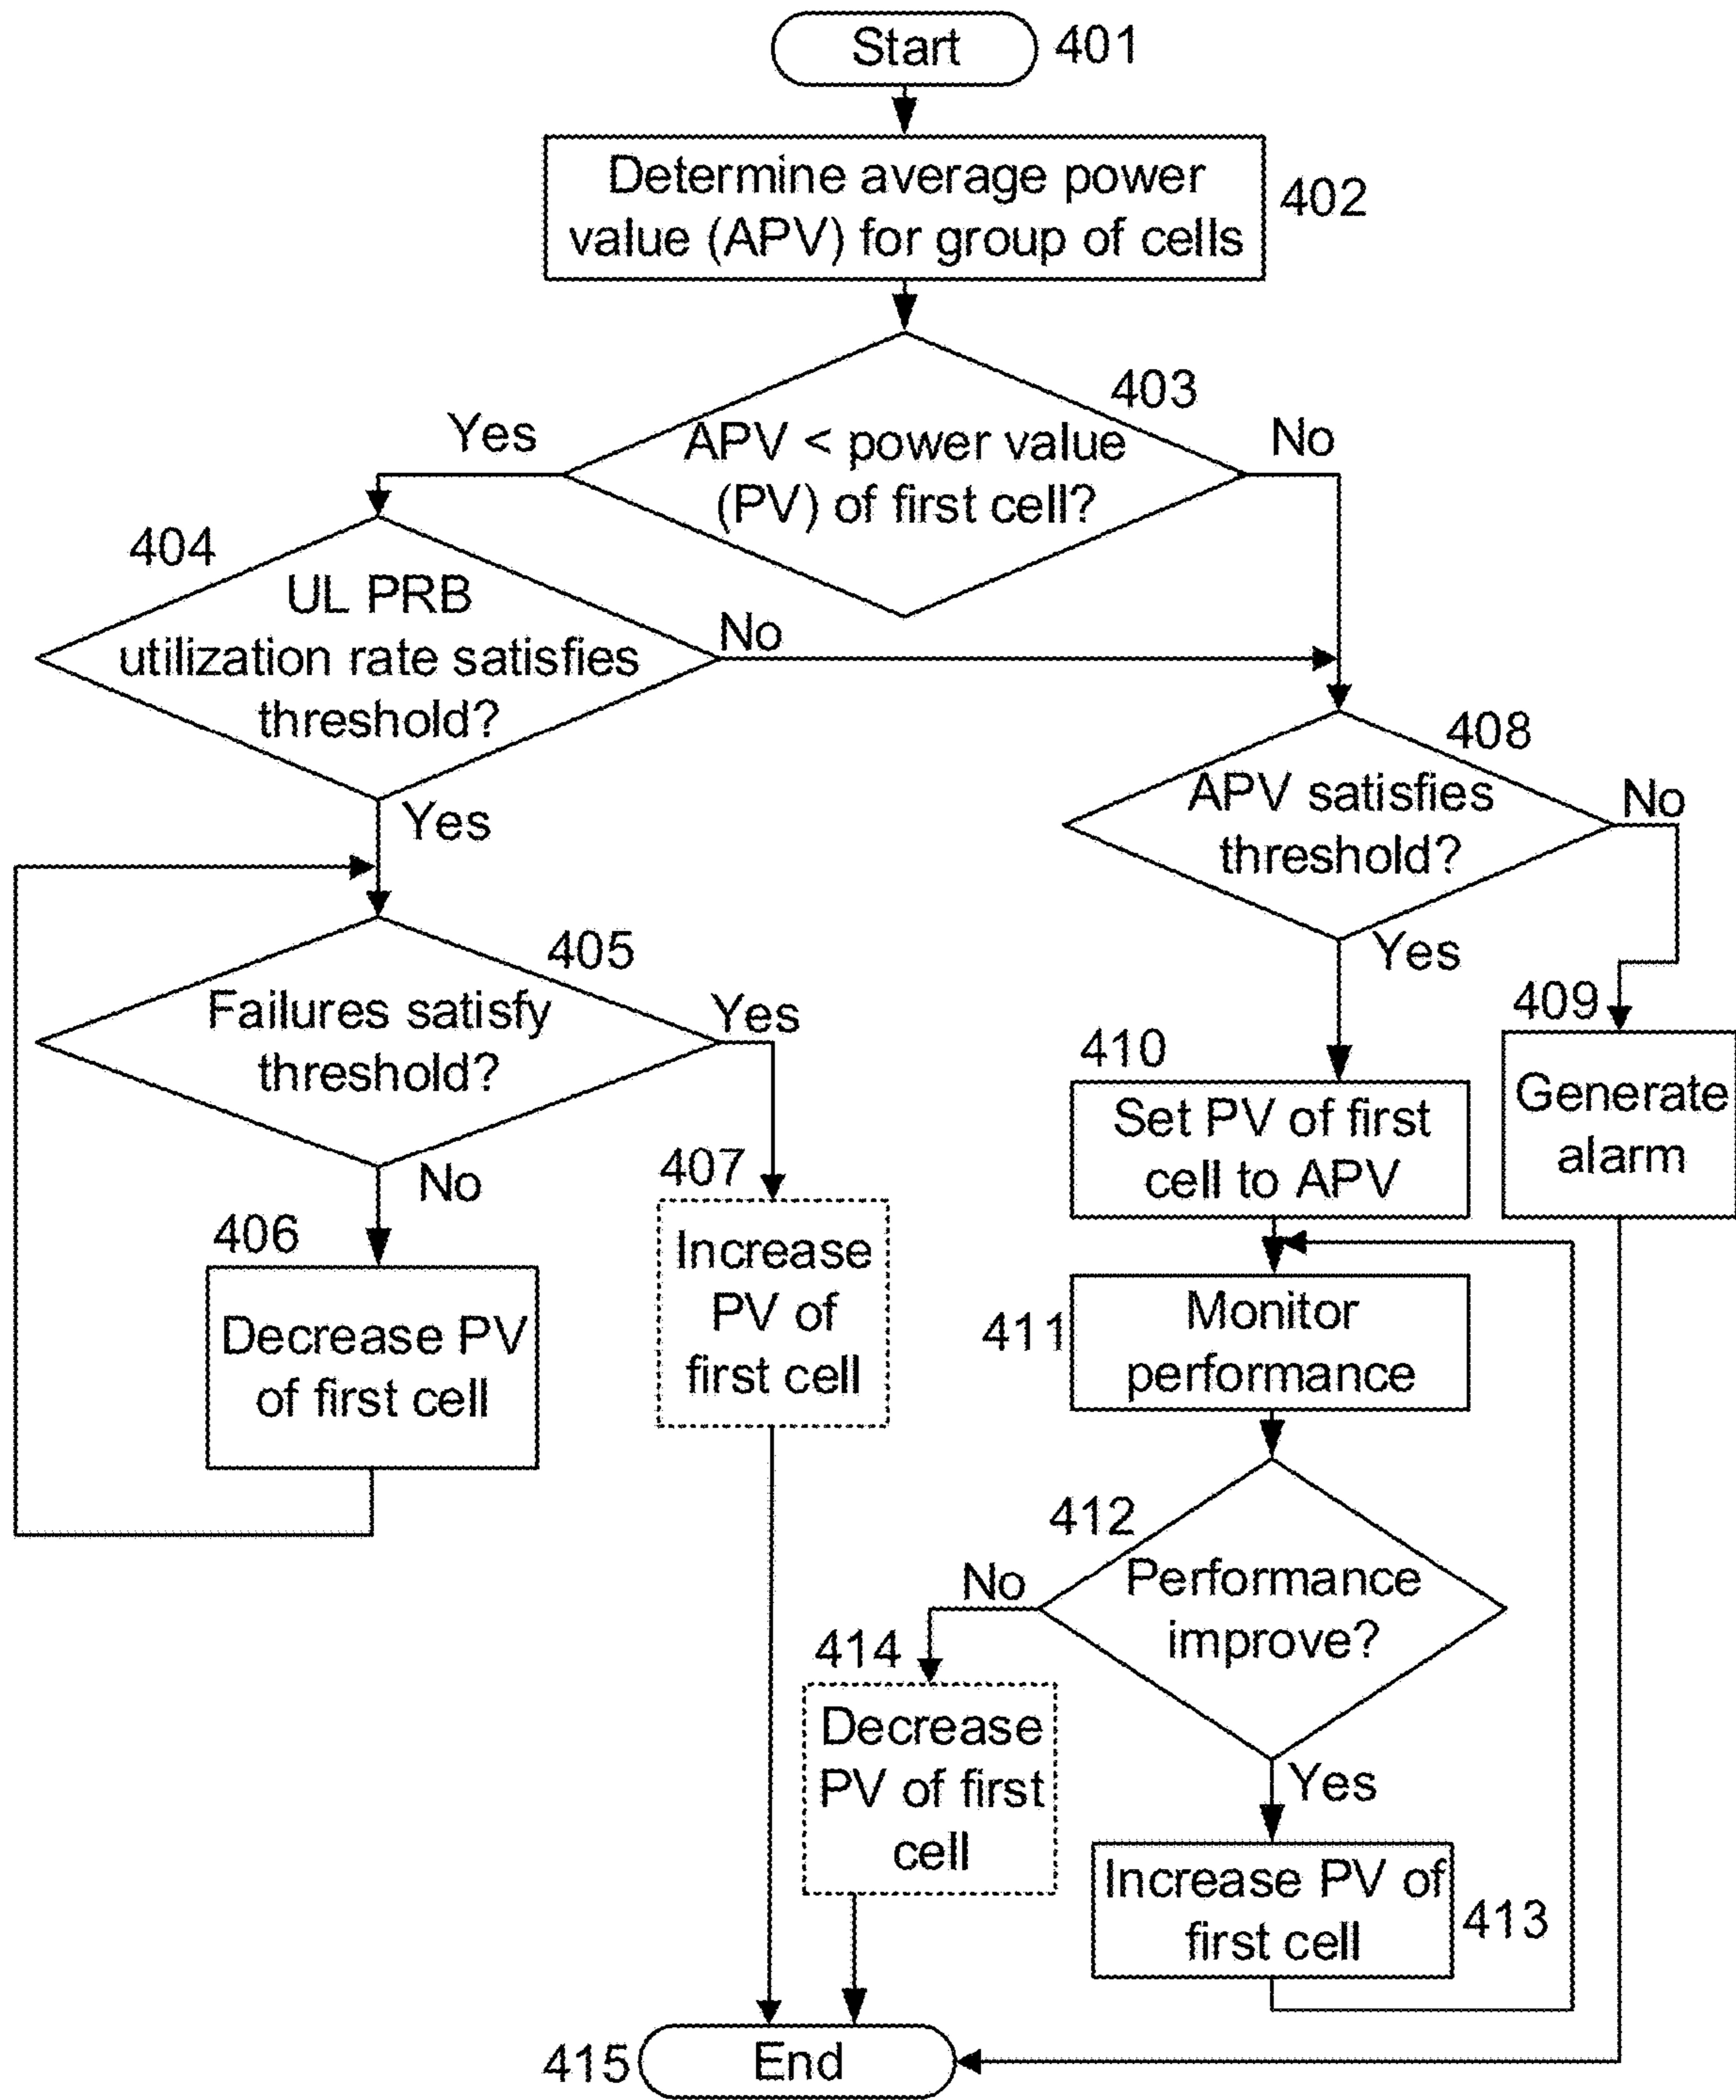 Start 401
Determine average power
value (APV) for group of cells
402
403
Yes
APV < power value
(PV) of first cell?
No
404
UL PRB
utilization rate satisfies
threshold?
No
Yes
408
APV satisfies
threshold?
No
Yes
405
Failures satisfy
threshold?
Yes
No
409
Generate
alarm
410
Set PV of first
cell to APV
407
Increase
PV of
first cell
406
Decrease PV
of first cell
411
Monitor
performance
412
Performance
improve?
No
Yes
414
Decrease
PV of first
cell
Increase PV of
first cell
413
415 End